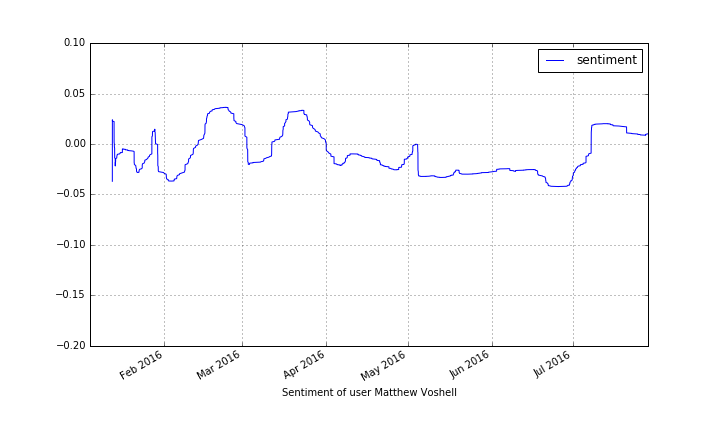 0.10
sentiment
0.05
0.00
−0.05
−0.10
−0.15
−0.20
Feb 2016
Mar 2016
Apr 2016
May 2016
Jun 2016
Jul 2016
Sentiment of user Matthew Voshell